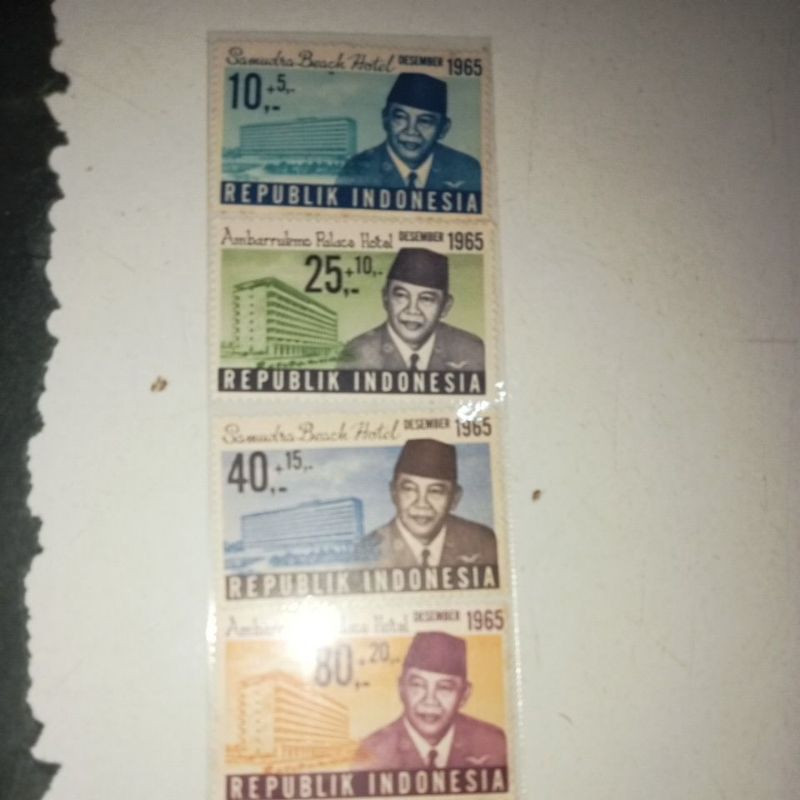 Samudra Beach Hotel DESEMBER 1965
10,- +5,-
REPUBLIK INDONESIA
Ambarrukmo Palace Hotel DESEMBER 1965
25,- +10,-
REPUBLIK INDONESIA
Samudra Beach Hotel DESEMBER 1965
40,- +15,-
REPUBLIK INDONESIA
Hotel DESEMBER 1965
80,- +20,-
REPUBLIK INDONESIA